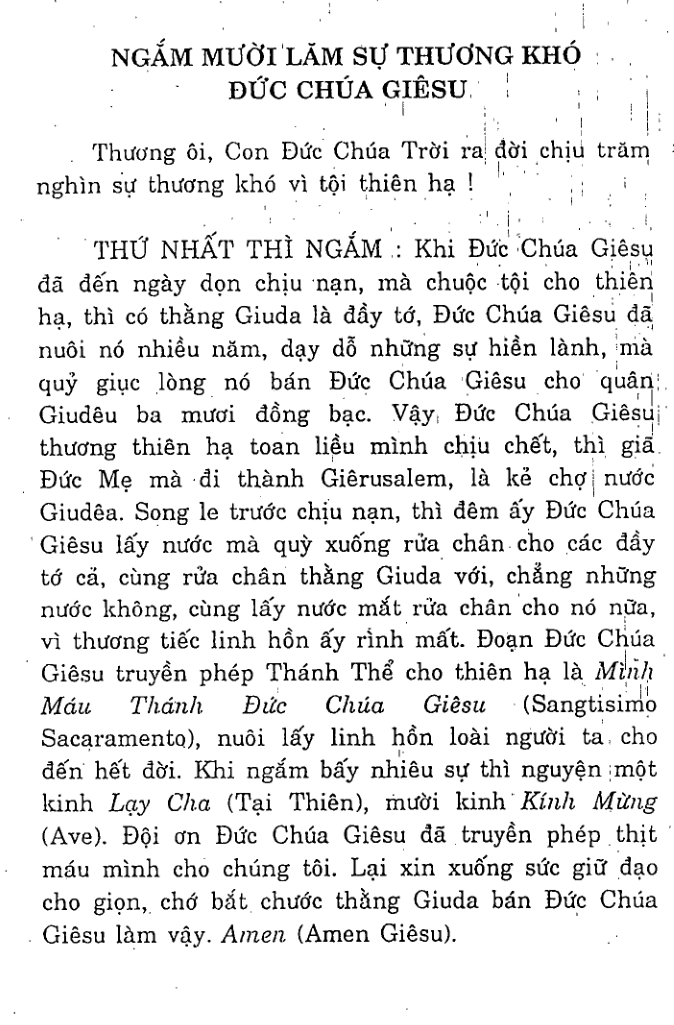 NGẮM MƯỜI LĂM SỰ THƯƠNG KHÓ
ĐỨC CHÚA GIÊSU
Thương ôi, Con Đức Chúa Trời ra đời chịu trăm
nghìn sự thương khó vì tội thiên hạ !
THỨ NHẤT THÌ NGẮM : Khi Đức Chúa Giêsu
đã đến ngày dọn chịu nạn, mà chuộc tội cho thiên
hạ, thì có thằng Giuda là đầy tớ, Đức Chúa Giêsu đã
nuôi nó nhiều năm, dạy dỗ những sự hiền lành, mà
quỷ giục lòng nó bán Đức Chúa Giêsu cho quân
Giudêu ba mươi đồng bạc. Vậy Đức Chúa Giêsu
thương thiên hạ toan liều mình chịu chết, thì giã
Đức Mẹ mà đi thành Giêrusalem, là kẻ chợ nước
Giudêa. Song le trước chịu nạn, thì đêm ấy Đức Chúa
Giêsu lấy nước mà quỳ xuống rửa chân cho các đầy
tớ cả, cùng rửa chân thằng Giuda với, chẳng những
nước không, cùng lấy nước mắt rửa chân cho nó nữa,
vì thương tiếc linh hồn ấy rình mất. Đoạn Đức Chúa
Giêsu truyền phép Thánh Thể cho thiên hạ là Mình
Máu Thánh Đức Chúa Giêsu (Sangtisimo
Sacaramento), nuôi lấy linh hồn loài người ta cho
đến hết đời. Khi ngắm bấy nhiêu sự thì nguyện một
kinh Lạy Cha (Tại Thiên), mười kinh Kính Mừng
(Ave). Đội ơn Đức Chúa Giêsu đã truyền phép thịt
máu mình cho chúng tôi. Lại xin xuống sức giữ đạo
cho giọn, chớ bắt chước thằng Giuda bán Đức Chúa
Giêsu làm vậy. Amen (Amen Giêsu).